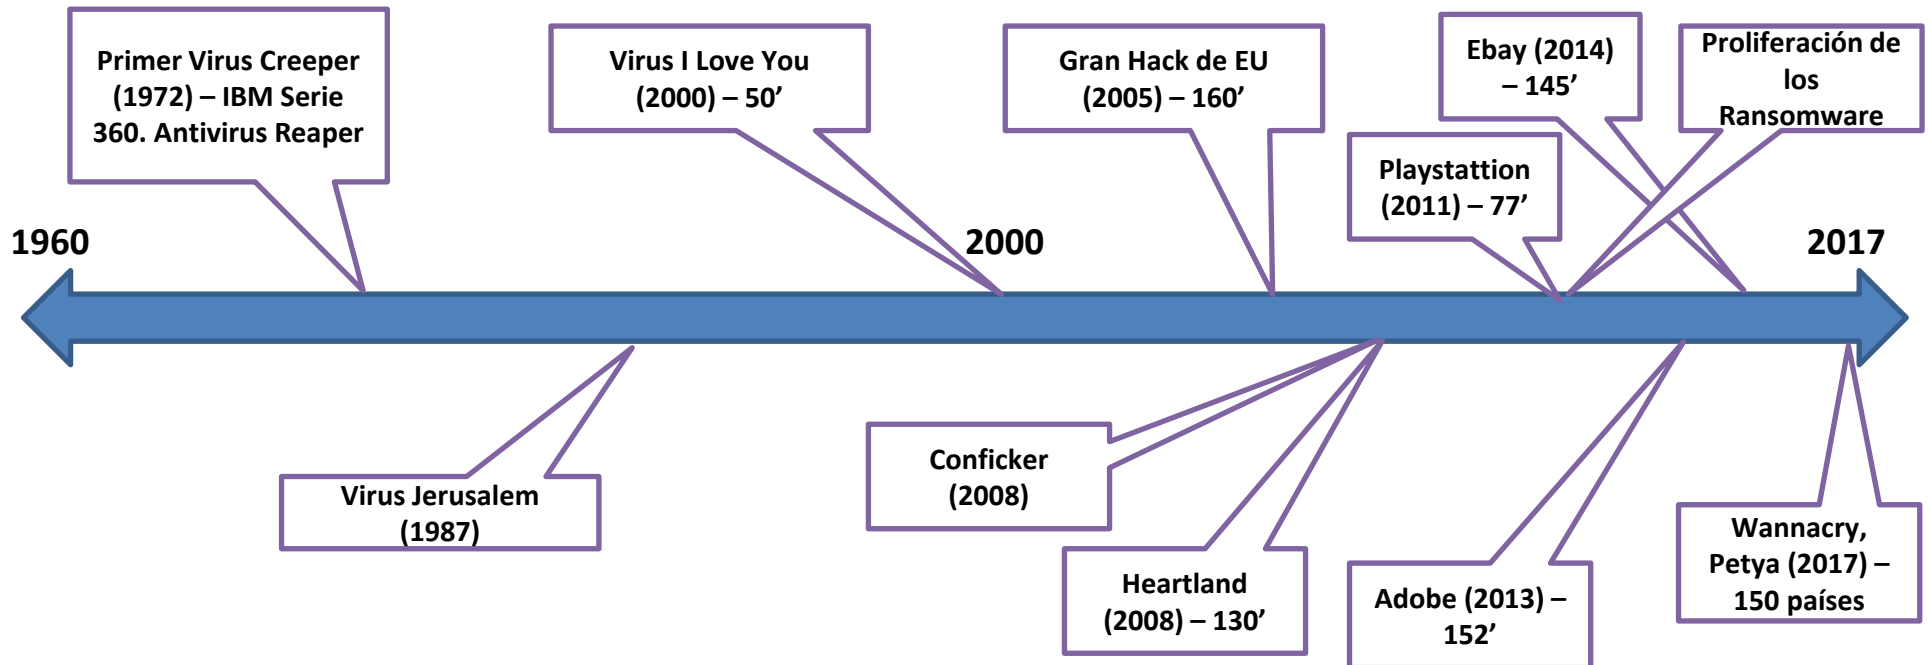 Primer Virus Creeper
(1972) – IBM Serie
360. Antivirus Reaper
Virus I Love You
(2000) – 50’
Gran Hack de EU
(2005) – 160’
Ebay (2014)
– 145’
Proliferación de
los
Ransomware
Playstattion
(2011) – 77’
1960
2000
2017
Virus Jerusalem
(1987)
Conficker
(2008)
Heartland
(2008) – 130’
Adobe (2013) –
152’
Wannacry,
Petya (2017) –
150 países